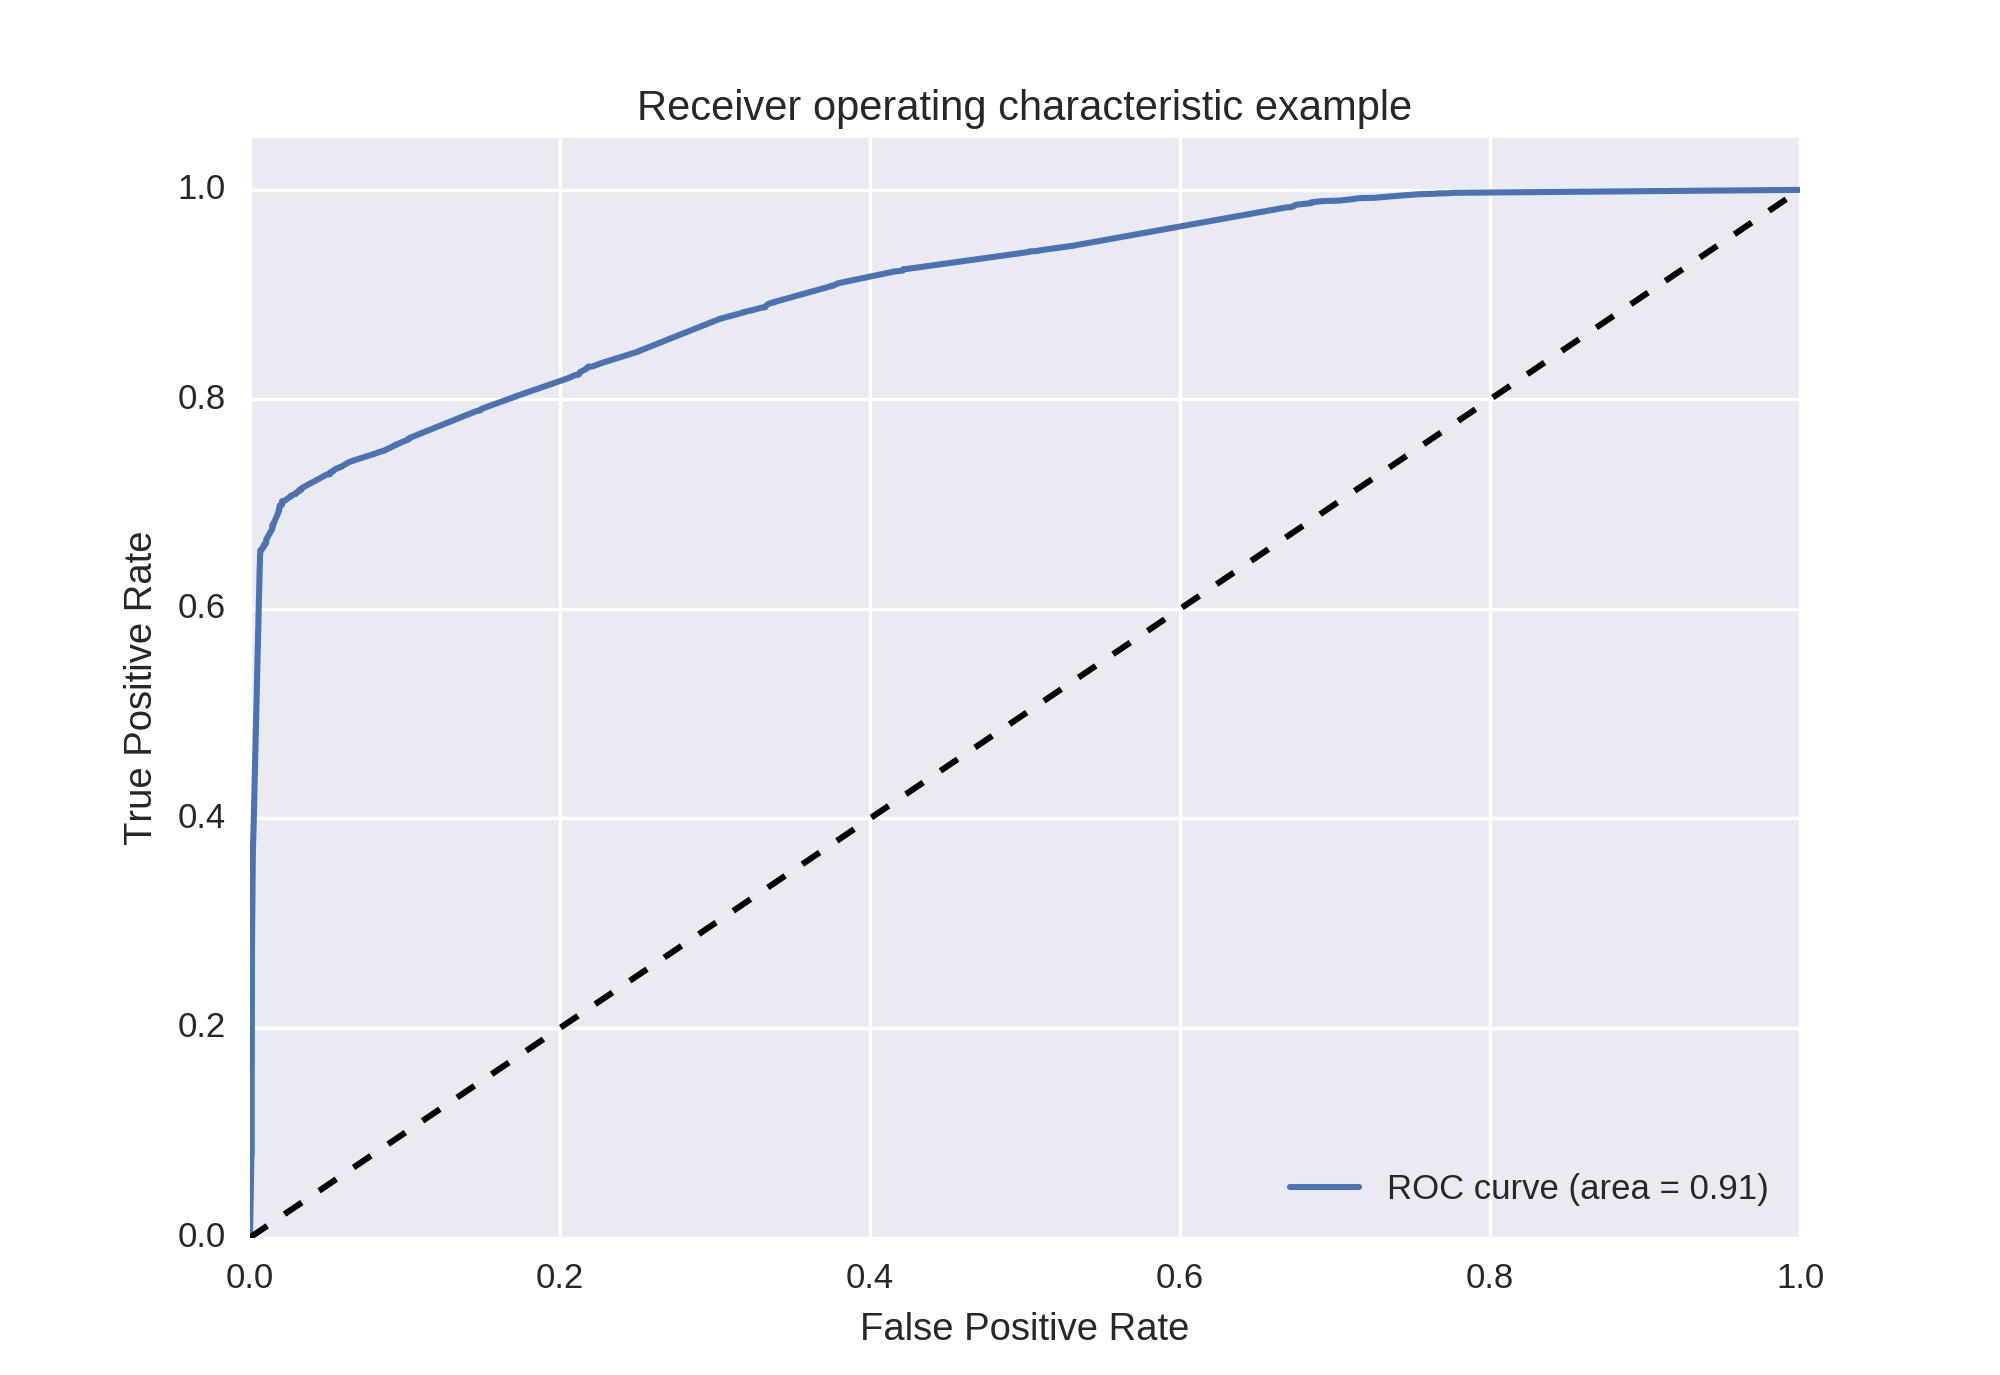 Receiver operating characteristic example
1.0
0.8
0.6
0.4
0.2
0.0
True Positive Rate
ROC curve (area = 0.91)
0.0 0.2 0.4 0.6 0.8 1.0
False Positive Rate